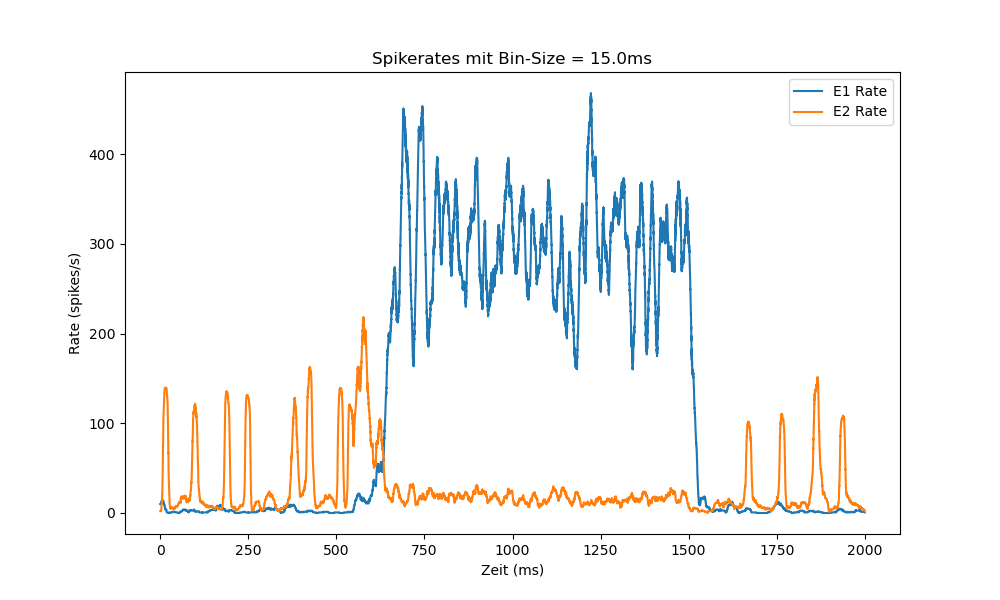 Spikerates mit Bin-Size = 15.0ms
E1 Rate
E2 Rate
Rate (spikes/s)
400
300
200
100
0
0 250 500 750 1000 1250 1500 1750 2000
Zeit (ms)